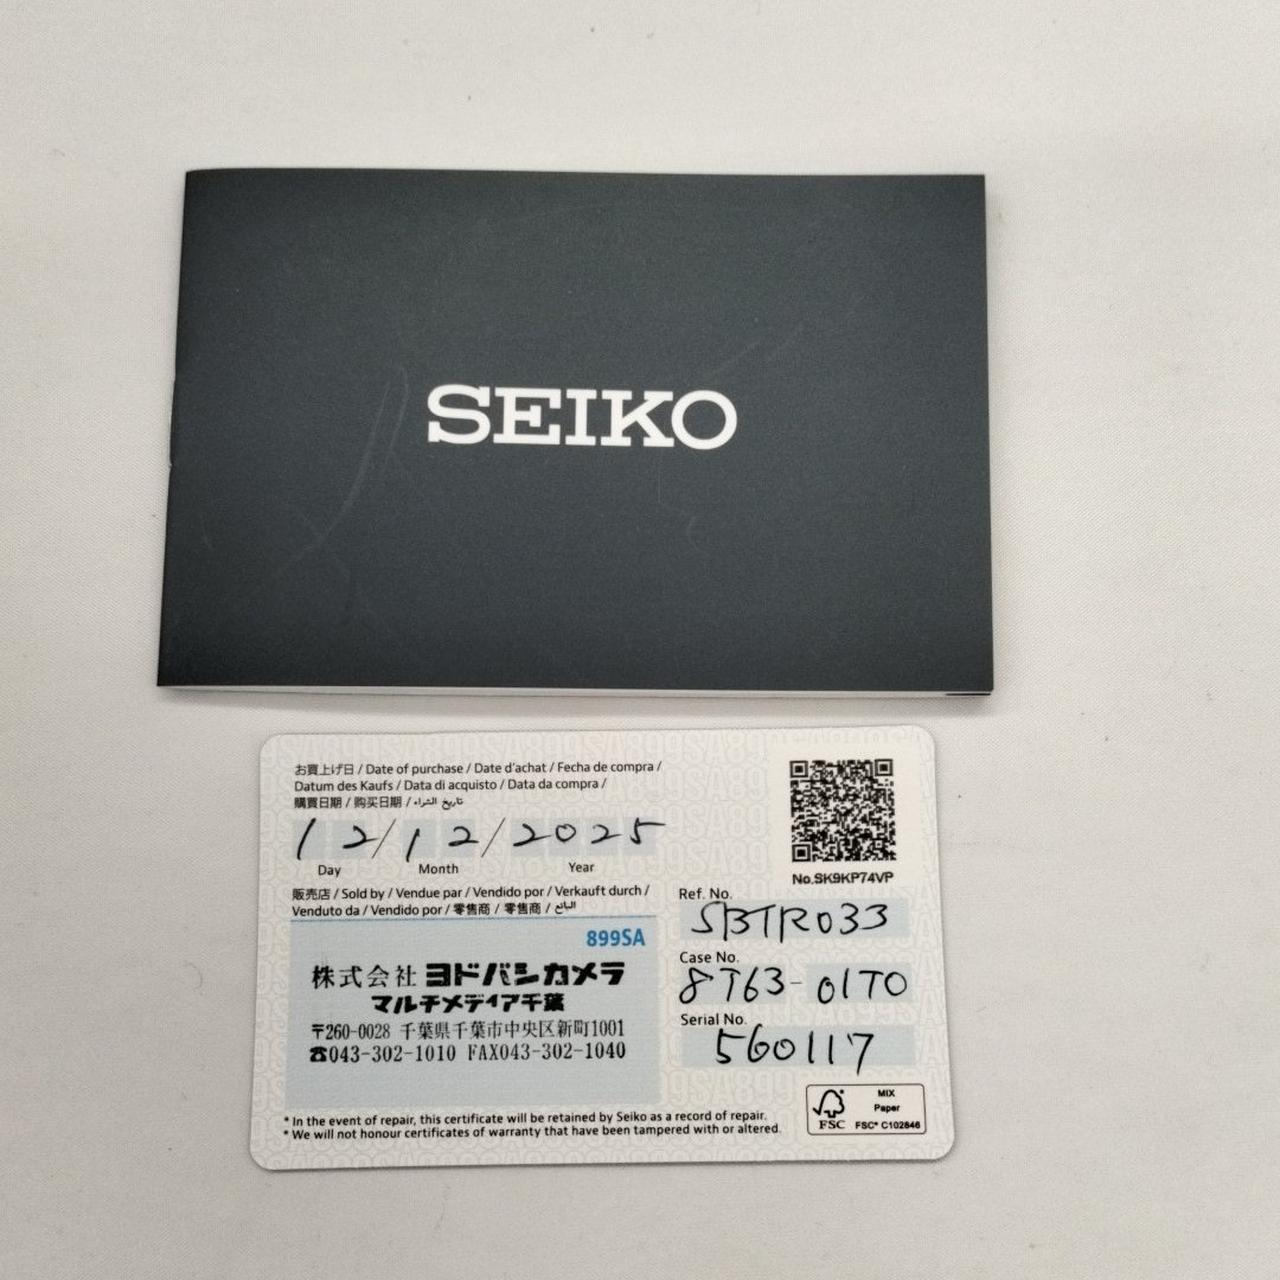 SEIKO
お買上げ日 / Date of purchase / Date d'achat / Fecha de compra /
Datum des Kaufs / Data di acquisto / Data da compra /
購買日期 / 购买日期 / تاريخ الشراء
12/12/2025
Day Month Year
販売店 / Sold by / Vendue par / Vendido por / Verkauft durch /
Venduto da / Vendido por / 零售商 / 零售商 / البائع
899SA
株式会社 ヨドバシカメラ
マルチメディア千葉
〒260-0028 千葉県千葉市中央区新町1001
☎043-302-1010 FAX043-302-1040
No.SK9KP74VP
Ref. No.
SBTR033
Case No.
8T63-01T0
Serial No.
560117
* In the event of repair, this certificate will be retained by Seiko as a record of repair.
* We will not honour certificates of warranty that have been tampered with or altered.
FSC
MIX
Paper
FSC® C102846